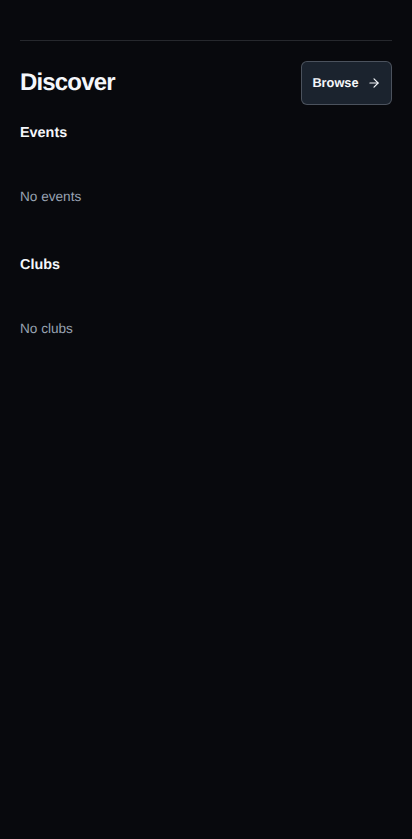 Discover
Browse →
Events
No events
Clubs
No clubs